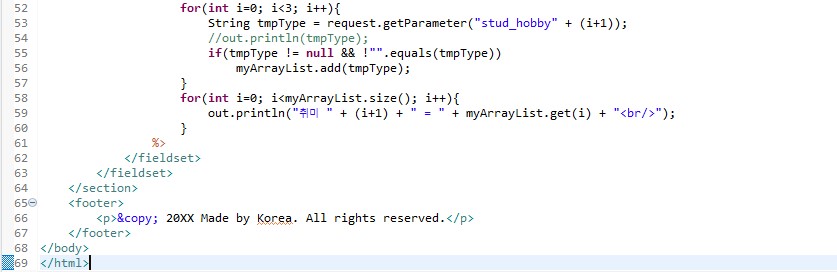 52 for(int i=0; i<3; i++){
53 String tmpType = request.getParameter("stud_hobby" + (i+1));
54 //out.println(tmpType);
55 if(tmpType != null && !"".equals(tmpType))
56 myArrayList.add(tmpType);
57 }
58 for(int i=0; i<myArrayList.size(); i++){
59 out.println("취미 " + (i+1) + " = " + myArrayList.get(i) + "<br/>");
60 }
61 %>
62 </fieldset>
63 </fieldset>
64 </section>
65 <footer>
66 <p>&copy; 20XX Made by Korea. All rights reserved.</p>
67 </footer>
68 </body>
69 </html>